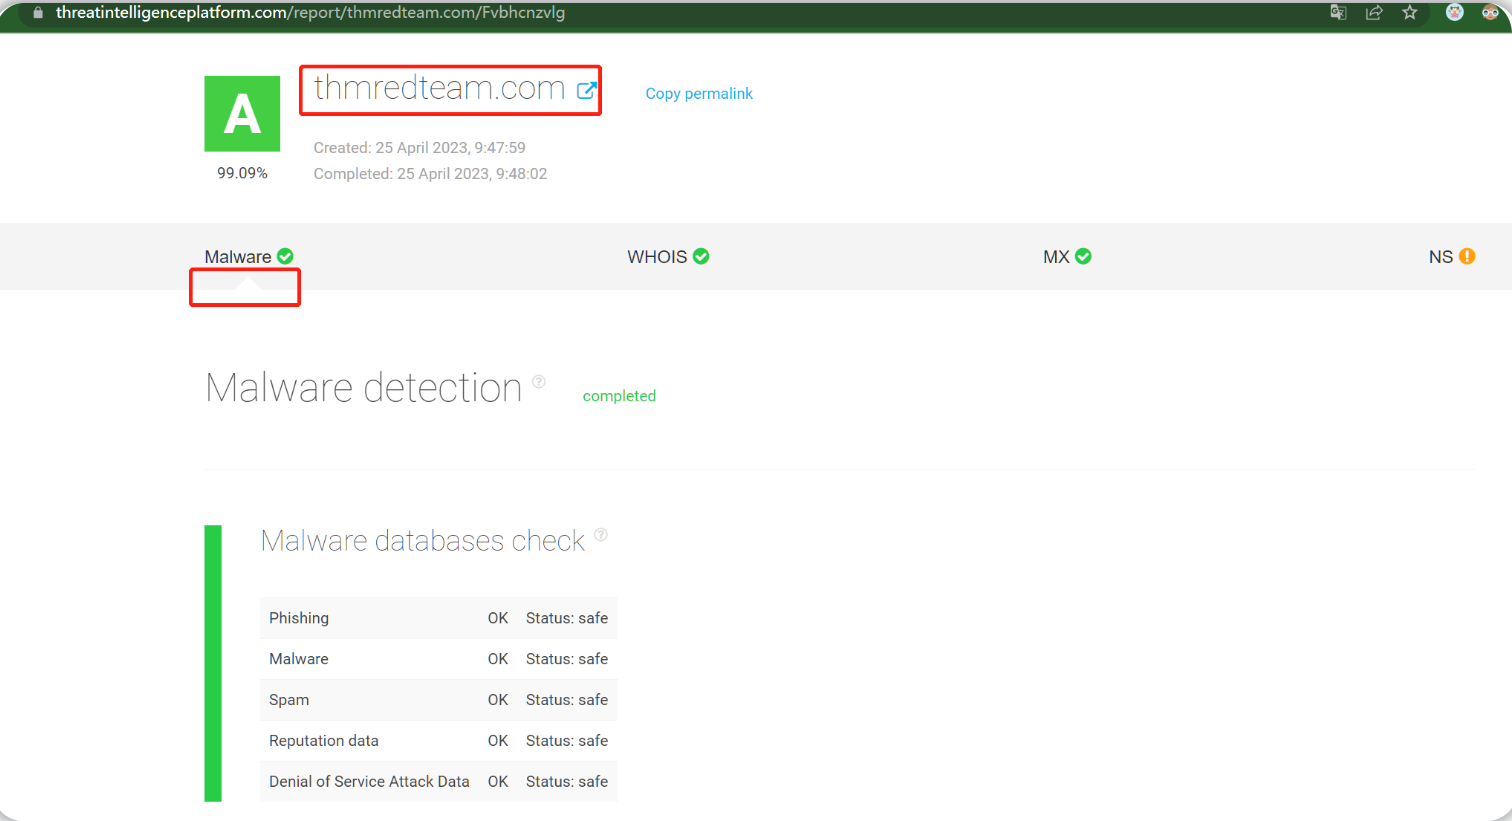 threatintelligenceplatform.com/report/thmredteam.com/Fvbhcnzvlg
A
thmredteam.com
Copy permalink
99.09%
Created: 25 April 2023, 9:47:59
Completed: 25 April 2023, 9:48:02
Malware WHOIS MX NS
Malware detection ? completed
Malware databases check ?
Phishing OK Status: safe
Malware OK Status: safe
Spam OK Status: safe
Reputation data OK Status: safe
Denial of Service Attack Data OK Status: safe